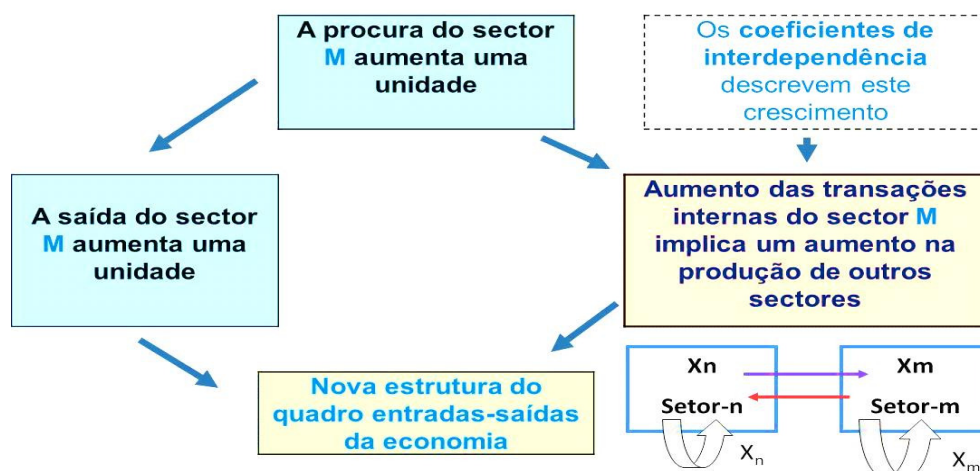 A procura do sector
M aumenta uma
unidade
Os coeficientes de
interdependência
descrevem este
crescimento
A saída do sector
M aumenta uma
unidade
Aumento das transações
internas do sector M
implica um aumento na
produção de outros
sectores
Nova estrutura do
quadro entradas-saídas
da economia
Xn
Setor-n
Xm
Setor-m
Xn
Xm